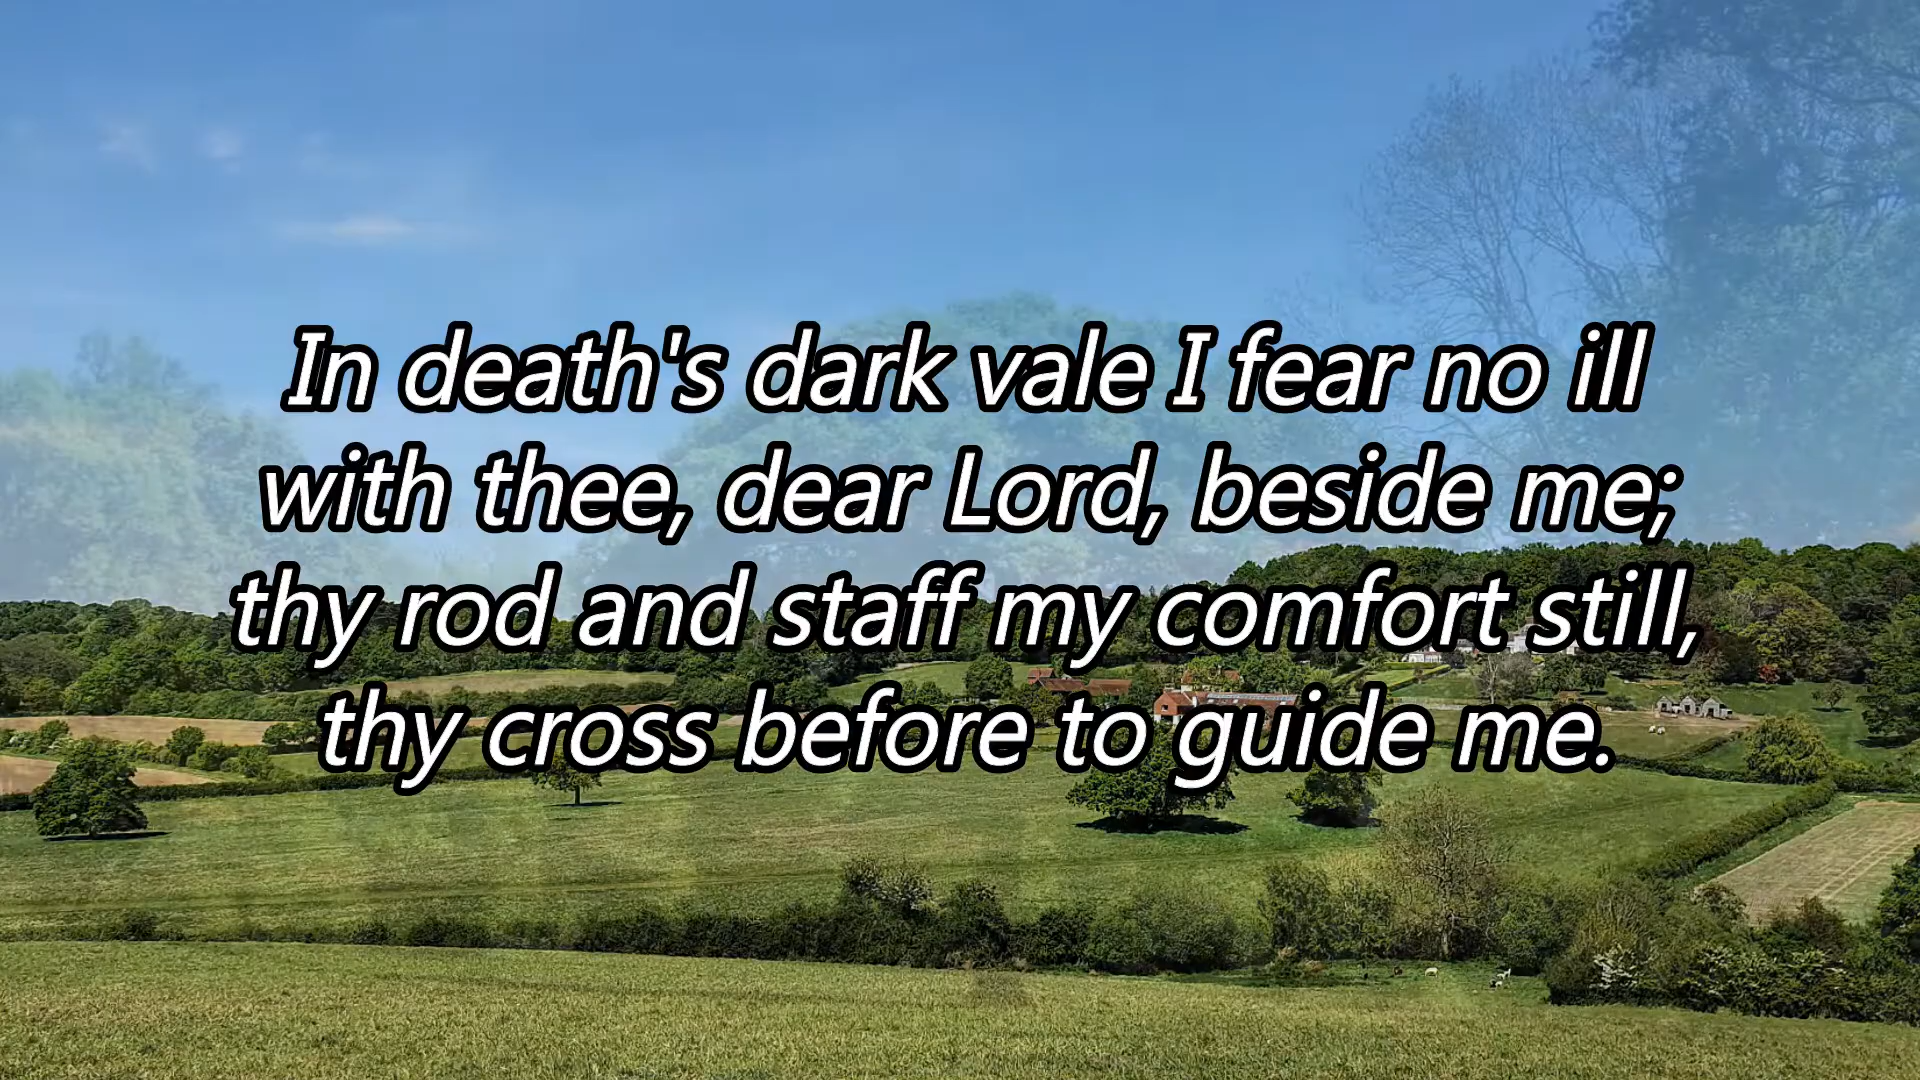 In death's dark vale I fear no ill
with thee, dear Lord, beside me;
thy rod and staff my comfort still,
thy cross before to guide me.